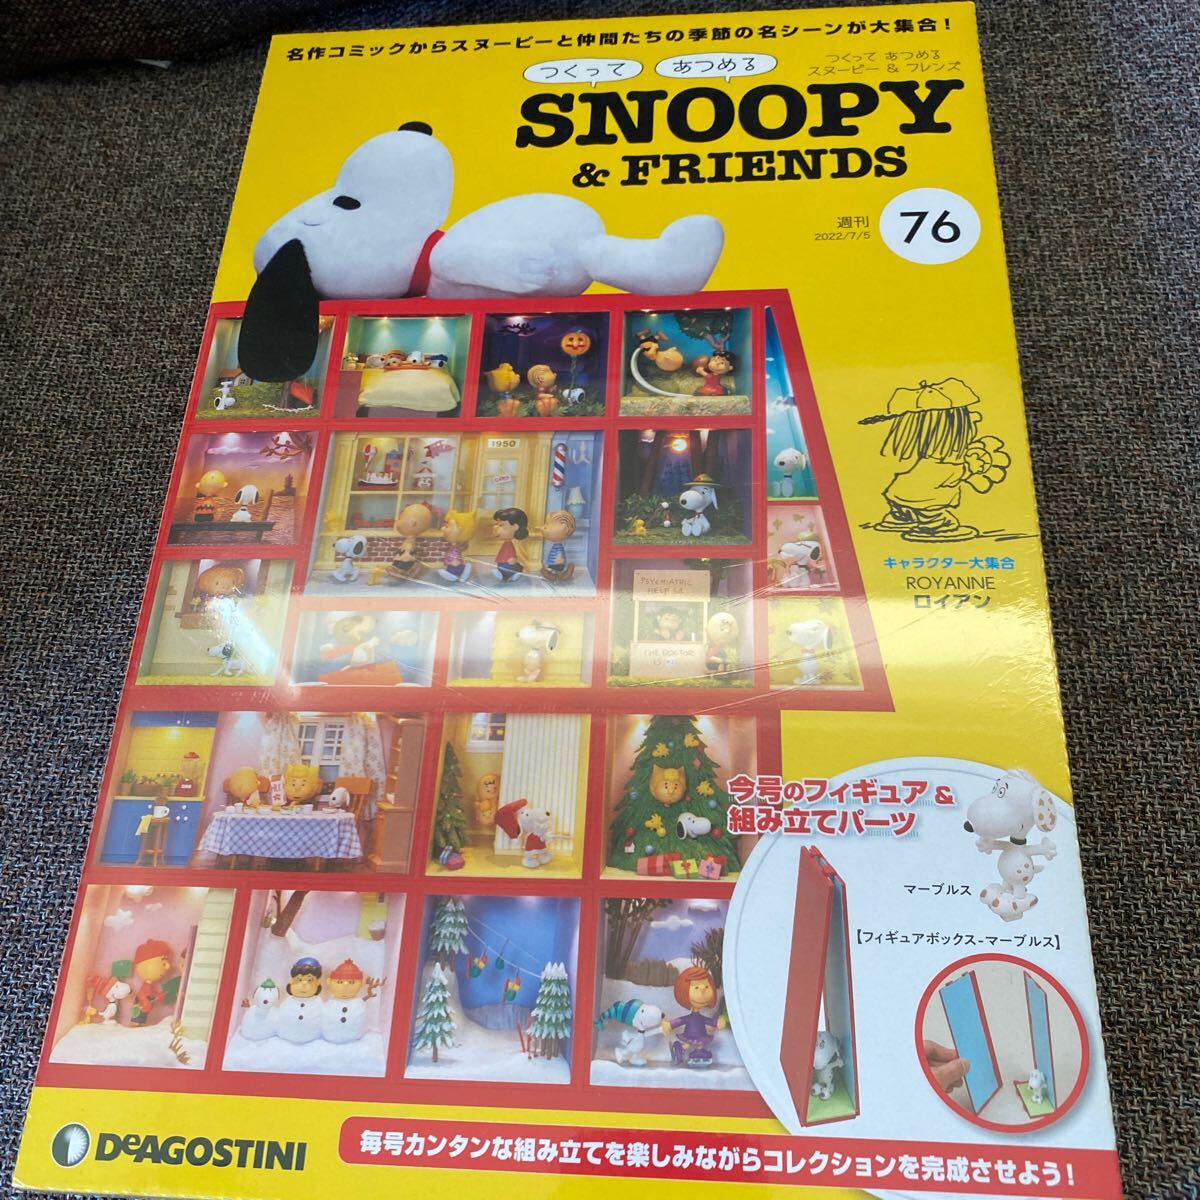 名作コミックからスヌーピーと仲間たちの季節の名シーンが大集合！
つくって あつめる
つくって あつめる
スヌーピー & フレンズ
SNOOPY
& FRIENDS
週刊
2022/7/5
76
1950
PSYCHIATRIC
HELP 5¢
THE DOCTOR
IS IN
キャラクター大集合
ROYANNE
ロイアン
今号のフィギュア&
組み立てパーツ
マーブルス
【フィギュアボックス-マーブルス】
DeAGOSTINI
毎号カンタンな組み立てを楽しみながらコレクションを完成させよう！